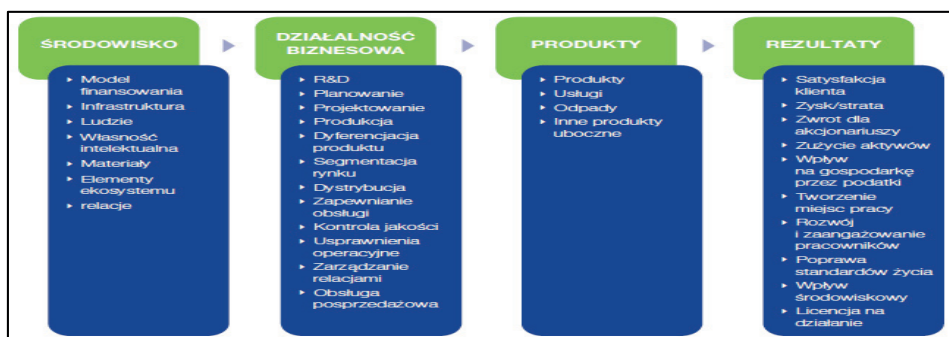 ŚRODOWISKO
Model
finansowania
Infrastruktura
Ludzie
Własność
intelektualna
Materiały
Elementy
ekosystemu
relacje
DZIAŁALNOŚĆ
BIZNESOWA
R&D
Planowanie
Projektowanie
Produkcja
Dyferencjacja
produktu
Segmentacja
rynku
Dystrybucja
Zapewnianie
obsługi
Kontrola jakości
Usprawnienia
operacyjne
Zarządzanie
relacjami
Obsługa
posprzedażowa
PRODUKTY
Produkty
Usługi
Odpady
Inne produkty
uboczne
REZULTATY
Satysfakcja
klienta
Zysk/strata
Zwrot dla
akcjonariuszy
Zużycie aktywów
Wpływ
na gospodarkę
przez podatki
Tworzenie
miejsc pracy
Rozwój
i zaangażowanie
pracowników
Poprawa
standardów życia
Wpływ
środowiskowy
Licencja na
działanie